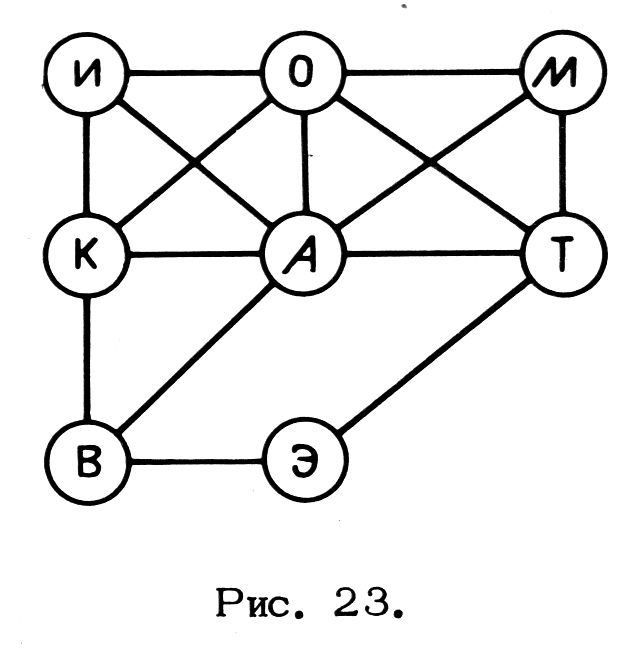 И О М
К А Т
В Э
Рис. 23.